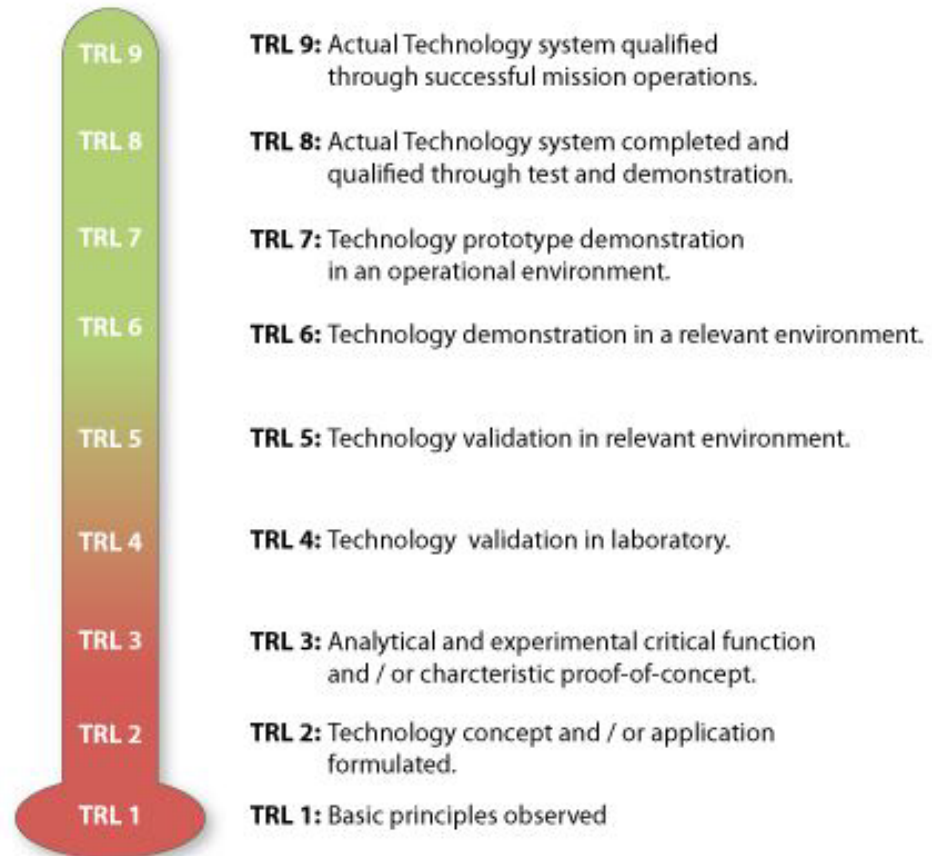 TRL 9
TRL 9: Actual Technology system qualified
through successful mission operations.
TRL 8
TRL 8: Actual Technology system completed and
qualified through test and demonstration.
TRL 7
TRL 7: Technology prototype demonstration
in an operational environment.
TRL 6
TRL 6: Technology demonstration in a relevant environment.
TRL 5
TRL 5: Technology validation in relevant environment.
TRL 4
TRL 4: Technology validation in laboratory.
TRL 3
TRL 3: Analytical and experimental critical function
and / or charcteristic proof-of-concept.
TRL 2
TRL 2: Technology concept and / or application
formulated.
TRL 1
TRL 1: Basic principles observed